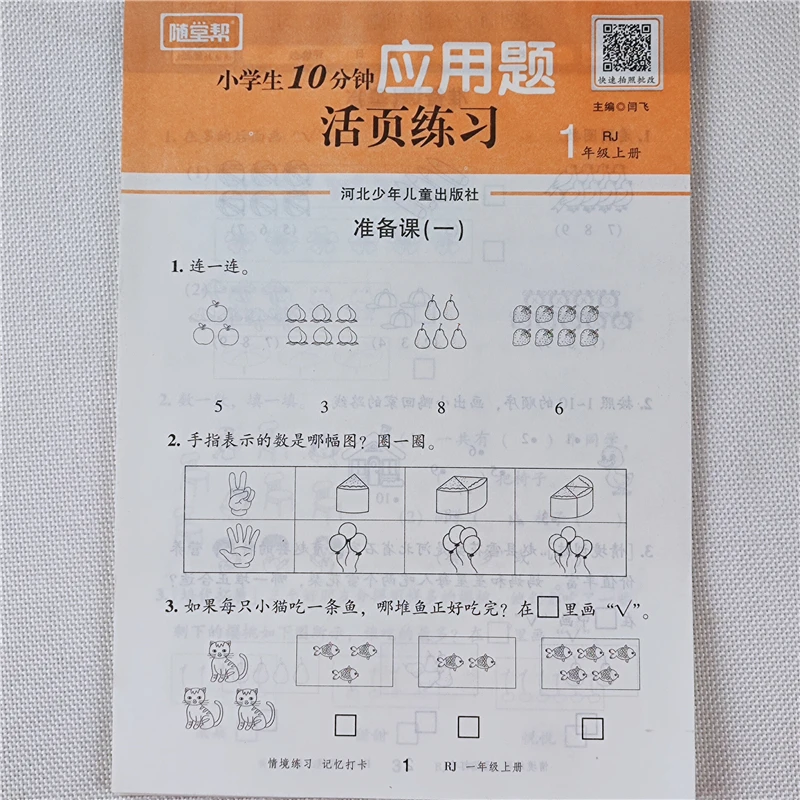 随堂帮
小学生10分钟应用题
活页练习
快速拍照批改
主编◎闫飞
1 RJ
年级上册
河北少年儿童出版社
准备课(一)
1. 连一连。
5 3 8 6
2. 手指表示的数是哪幅图？圈一圈。
3. 如果每只小猫吃一条鱼，哪堆鱼正好吃完？在□里画“√”。
情境练习 记忆打卡 1 RJ 一年级上册